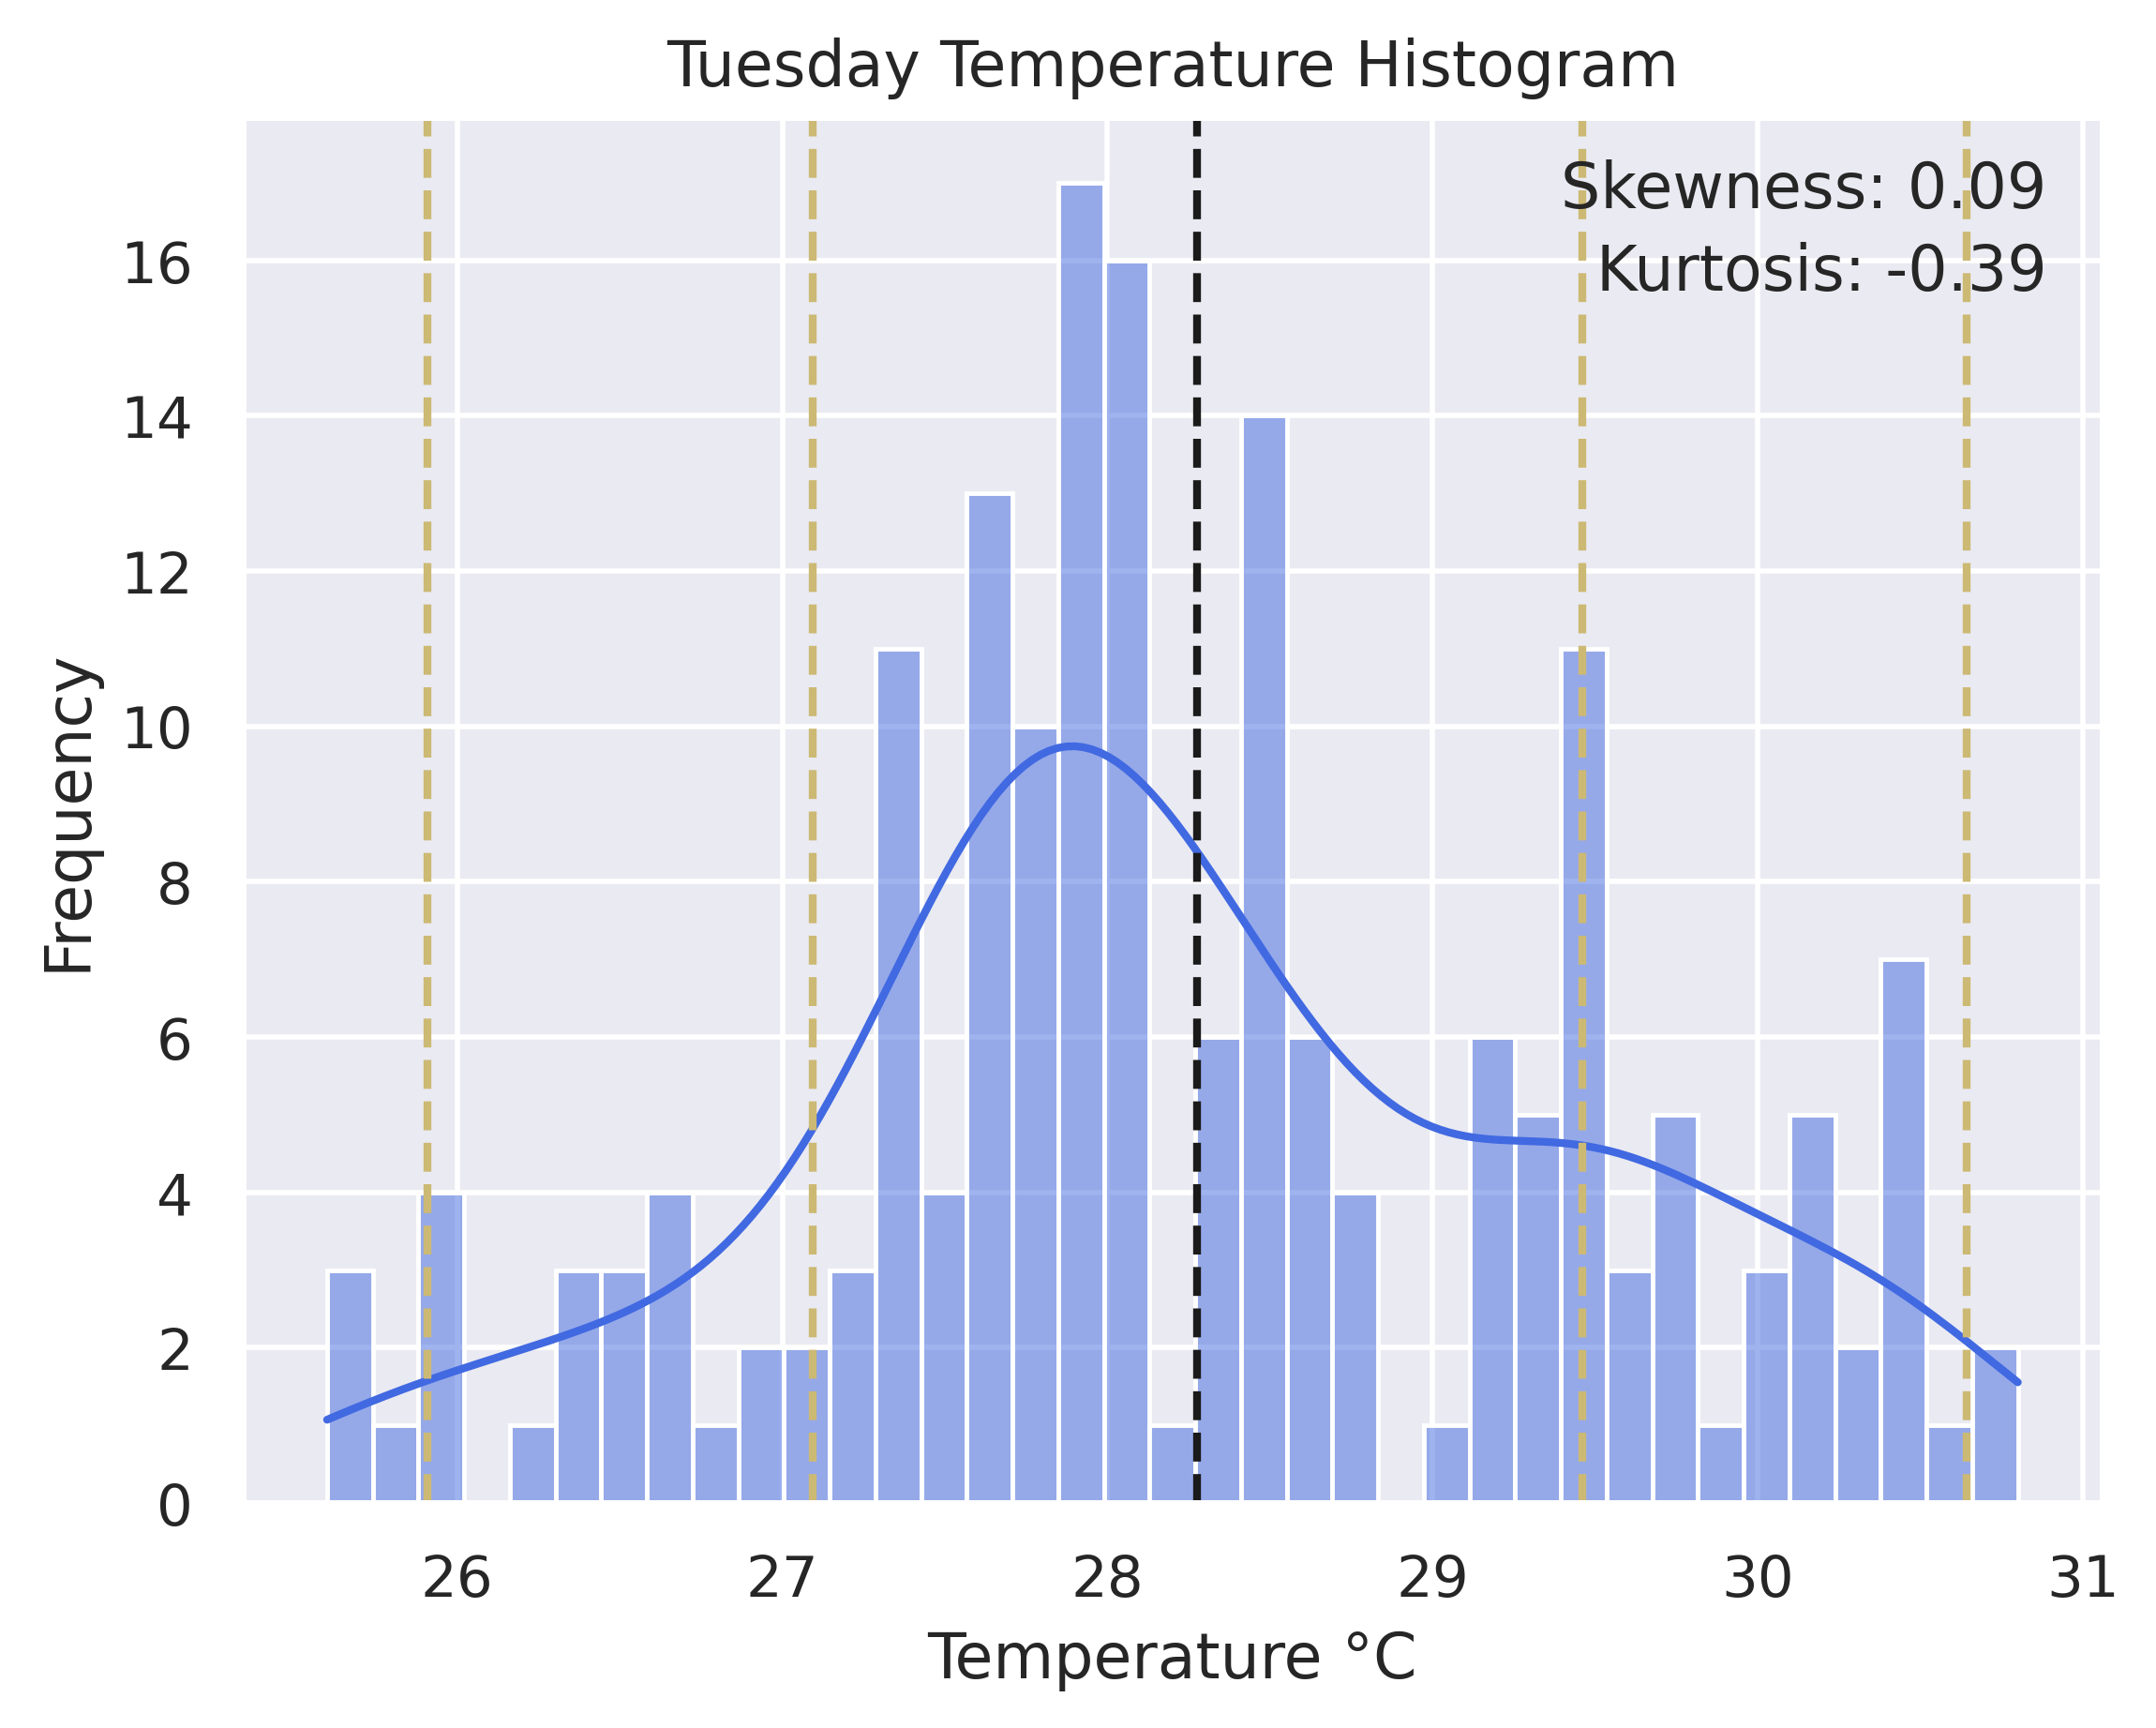 Tuesday Temperature Histogram
Skewness: 0.09
Kurtosis: -0.39
16
14
12
10
8
6
4
2
0
Frequency
26 27 28 29 30 31
Temperature °C